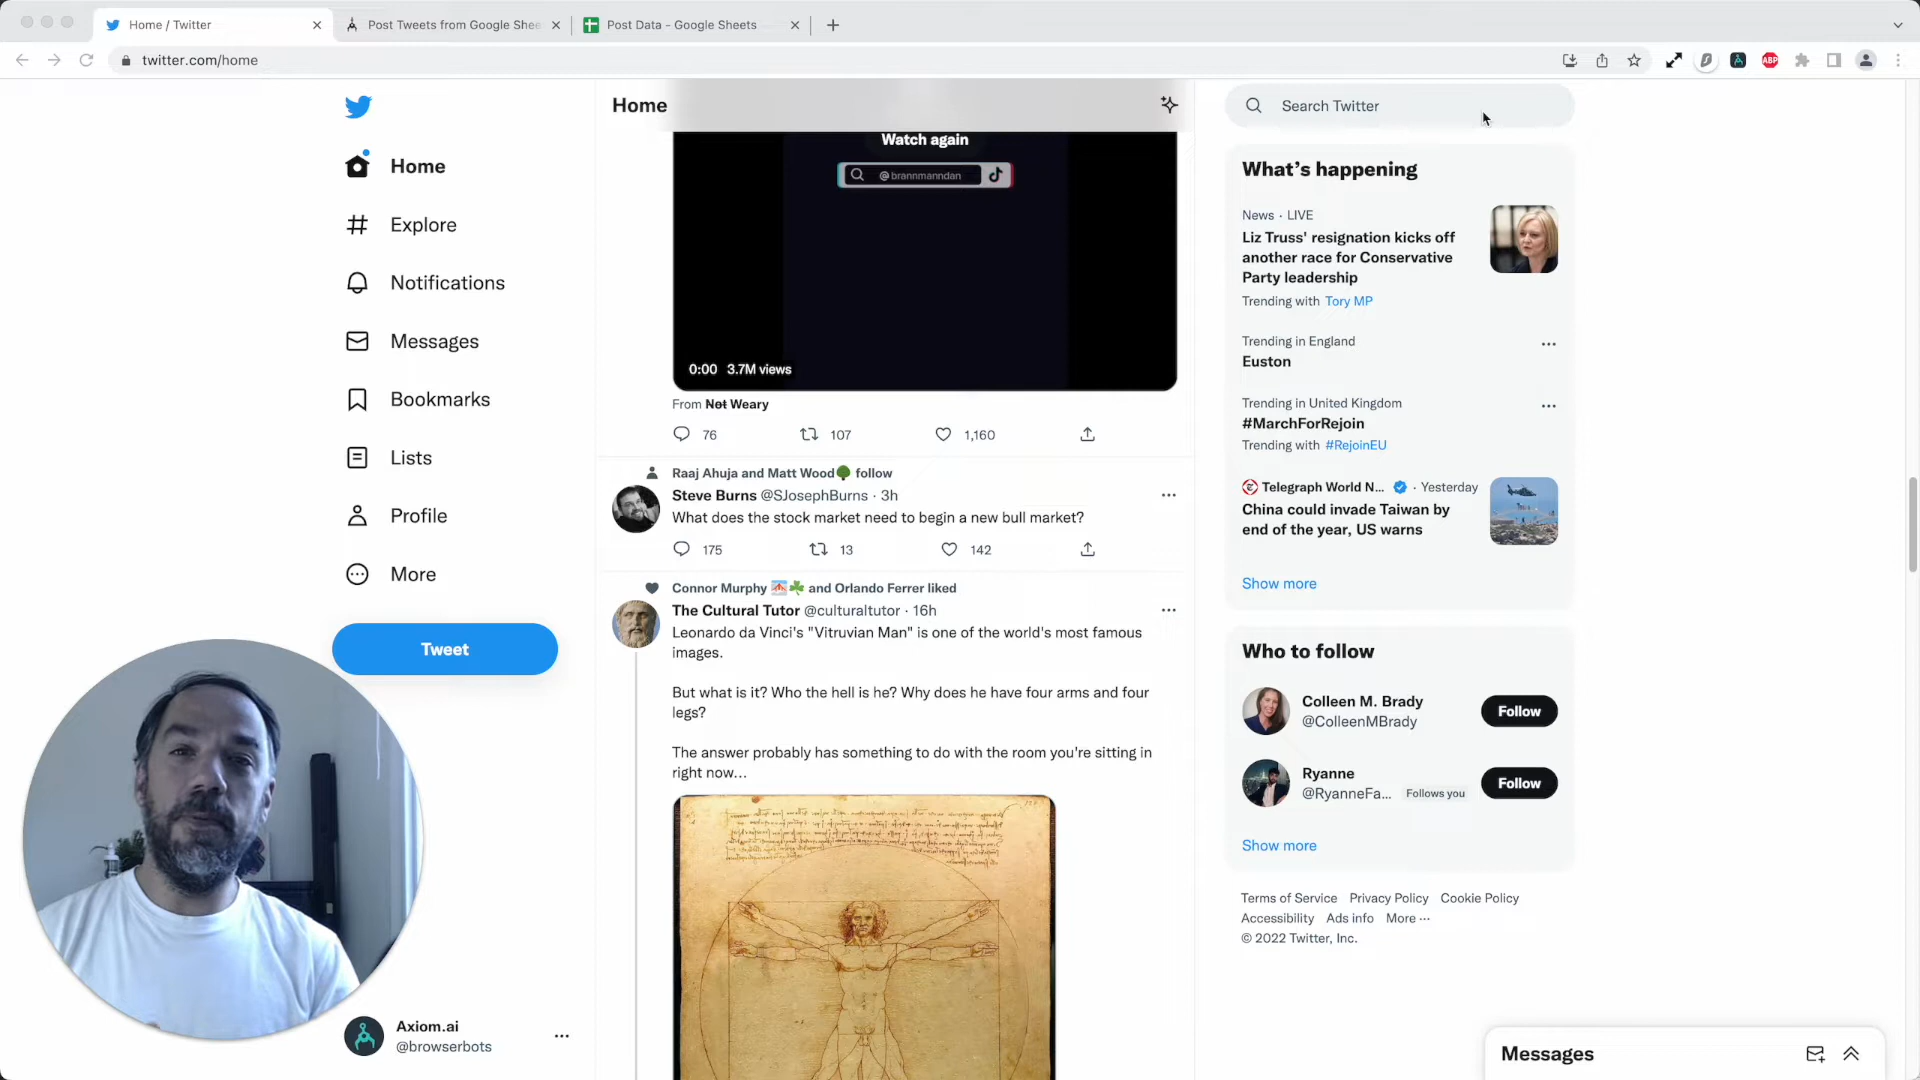 Home / Twitter
Post Tweets from Google Shee
Post Data - Google Sheets
twitter.com/home
ABP
Home
Explore
Notifications
Messages
Bookmarks
Lists
Profile
More
Tweet
Axiom.ai
@browserbots
Home
Watch again
@brannmanndan
0:00 3.7M views
From Not Weary
76 107 1,160
Raaj Ahuja and Matt Wood follow
Steve Burns @SJosephBurns · 3h
What does the stock market need to begin a new bull market?
175 13 142
Connor Murphy and Orlando Ferrer liked
The Cultural Tutor @culturaltutor · 16h
Leonardo da Vinci's "Vitruvian Man" is one of the world's most famous
images.
But what is it? Who the hell is he? Why does he have four arms and four
legs?
The answer probably has something to do with the room you're sitting in
right now...
Search Twitter
What's happening
News · LIVE
Liz Truss' resignation kicks off
another race for Conservative
Party leadership
Trending with Tory MP
Trending in England
Euston
Trending in United Kingdom
#MarchForRejoin
Trending with #RejoinEU
Telegraph World N... · Yesterday
China could invade Taiwan by
end of the year, US warns
Show more
Who to follow
Colleen M. Brady
@ColleenMBrady
Follow
Ryanne
@RyanneFa... Follows you
Follow
Show more
Terms of Service Privacy Policy Cookie Policy
Accessibility Ads info More ···
© 2022 Twitter, Inc.
Messages